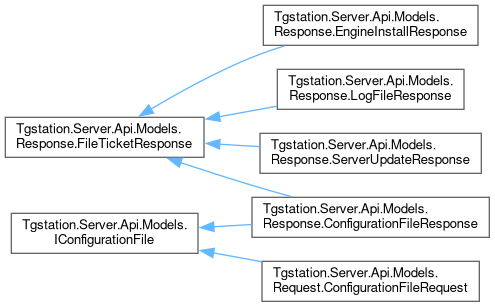 Tgstation.Server.Api.Models.
Response.EngineInstallResponse
Tgstation.Server.Api.Models.
Response.LogFileResponse
Tgstation.Server.Api.Models.
Response.FileTicketResponse
Tgstation.Server.Api.Models.
Response.ServerUpdateResponse
Tgstation.Server.Api.Models.
Response.ConfigurationFileResponse
Tgstation.Server.Api.Models.
IConfigurationFile
Tgstation.Server.Api.Models.
Request.ConfigurationFileRequest